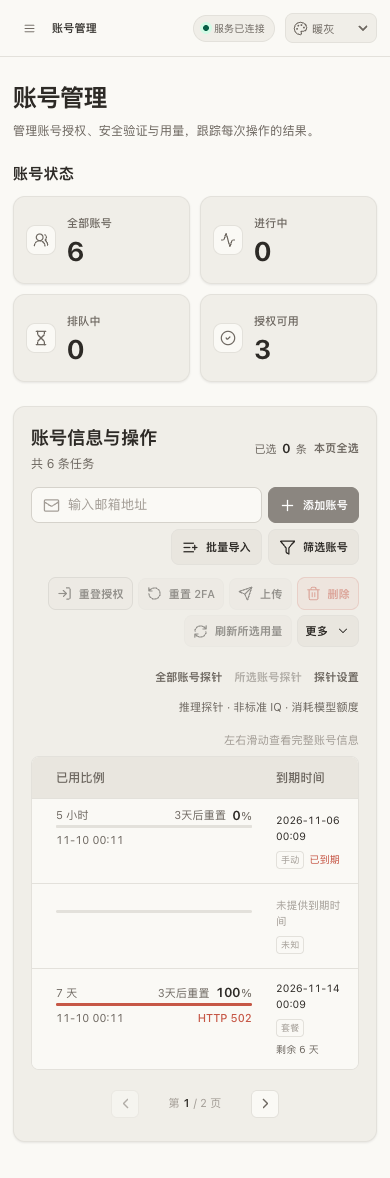 账号管理
服务已连接
暖灰
账号管理
管理账号授权、安全验证与用量，跟踪每次操作的结果。
账号状态
全部账号
6
进行中
0
排队中
0
授权可用
3
账号信息与操作
共 6 条任务
已选 0 条 本页全选
输入邮箱地址
添加账号
批量导入
筛选账号
重登授权
重置 2FA
上传
删除
刷新所选用量
更多
全部账号探针 所选账号探针 探针设置
推理探针 · 非标准 IQ · 消耗模型额度
左右滑动查看完整账号信息
已用比例 到期时间
5 小时 3天后重置 0%
11-10 00:11
2026-11-06
00:09
手动 已到期
未提供到期时
间
未知
7 天 3天后重置 100%
11-10 00:11 HTTP 502
2026-11-14
00:09
套餐
剩余 6 天
第 1 / 2 页